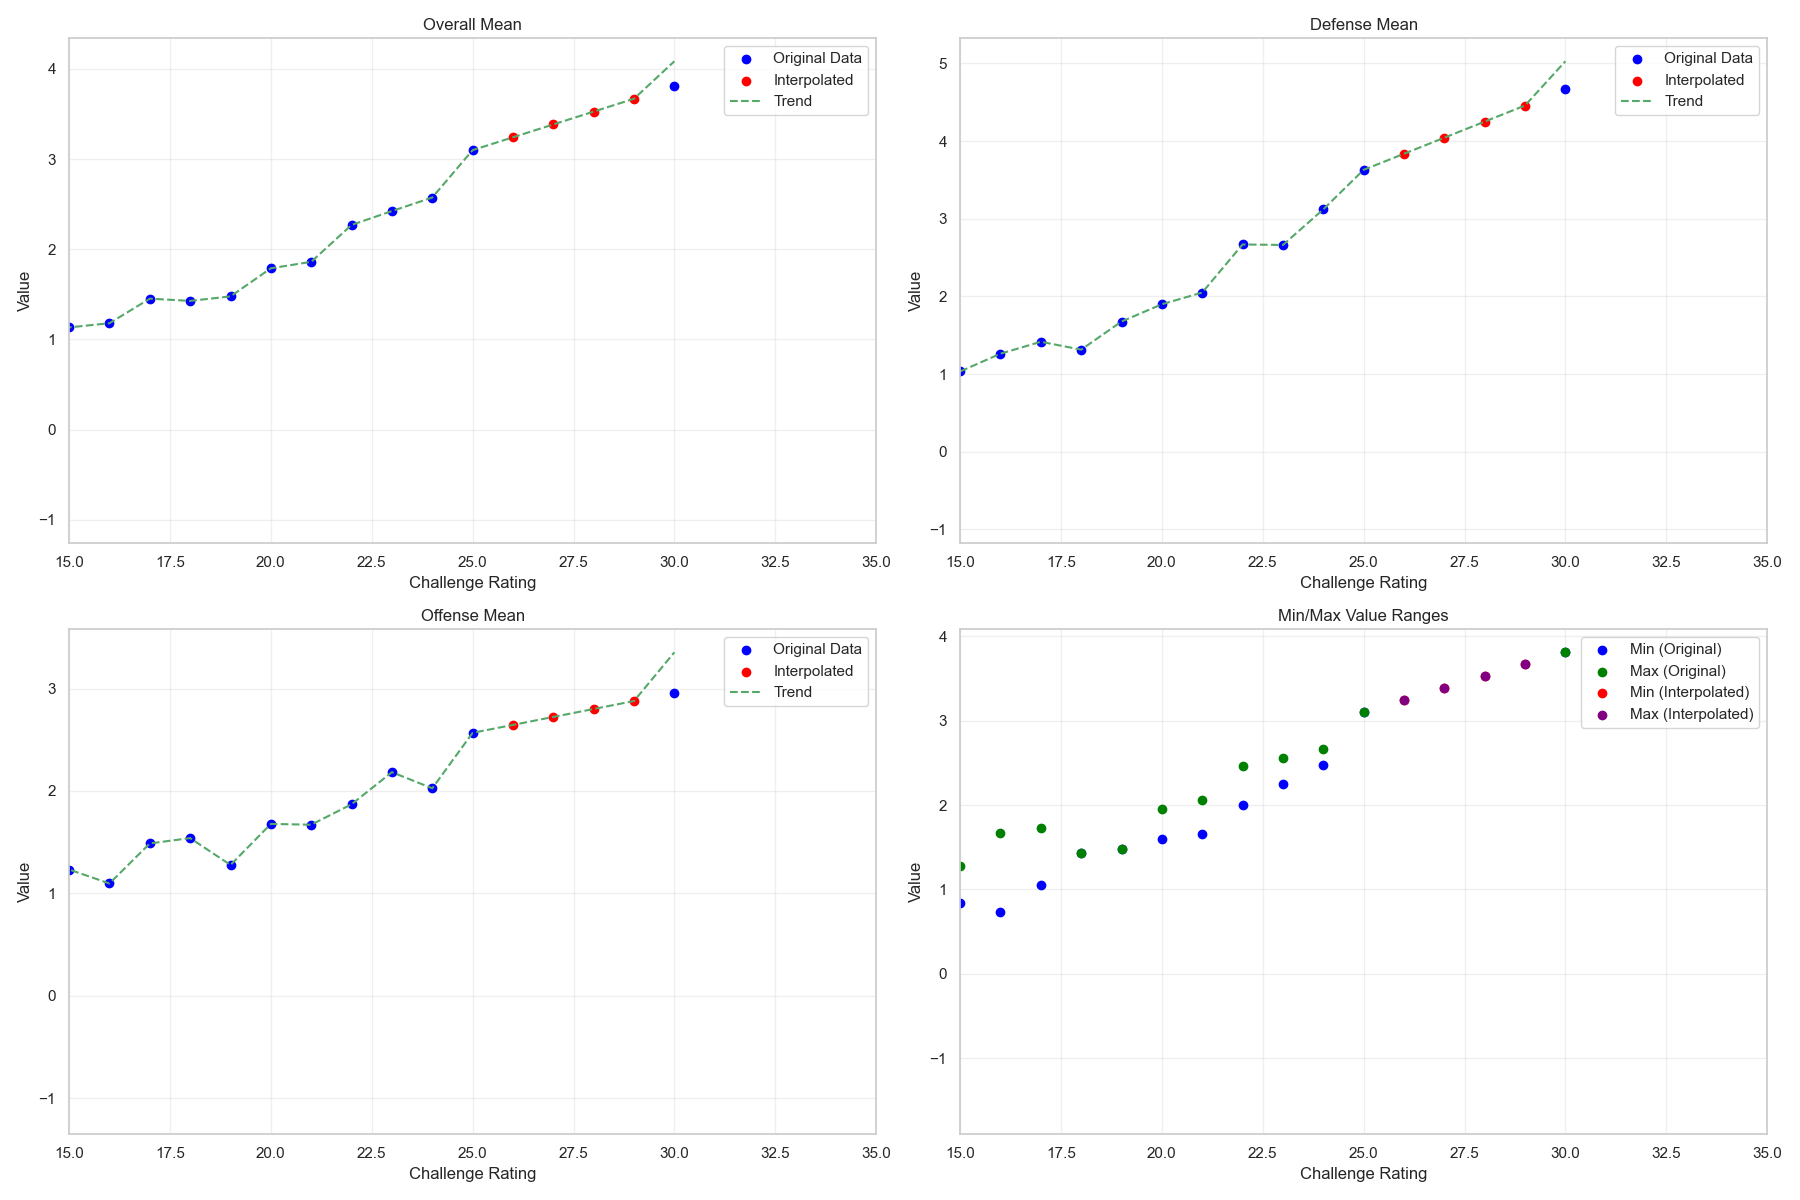 Overall Mean
Original Data
Interpolated
Trend
4
3
2
1
0
−1
Value
15.0 17.5 20.0 22.5 25.0 27.5 30.0 32.5 35.0
Challenge Rating
Defense Mean
Original Data
Interpolated
Trend
5
4
3
2
1
0
−1
Value
15.0 17.5 20.0 22.5 25.0 27.5 30.0 32.5 35.0
Challenge Rating
Offense Mean
Original Data
Interpolated
Trend
3
2
1
0
−1
Value
15.0 17.5 20.0 22.5 25.0 27.5 30.0 32.5 35.0
Challenge Rating
Min/Max Value Ranges
Min (Original)
Max (Original)
Min (Interpolated)
Max (Interpolated)
4
3
2
1
0
−1
Value
15.0 17.5 20.0 22.5 25.0 27.5 30.0 32.5 35.0
Challenge Rating